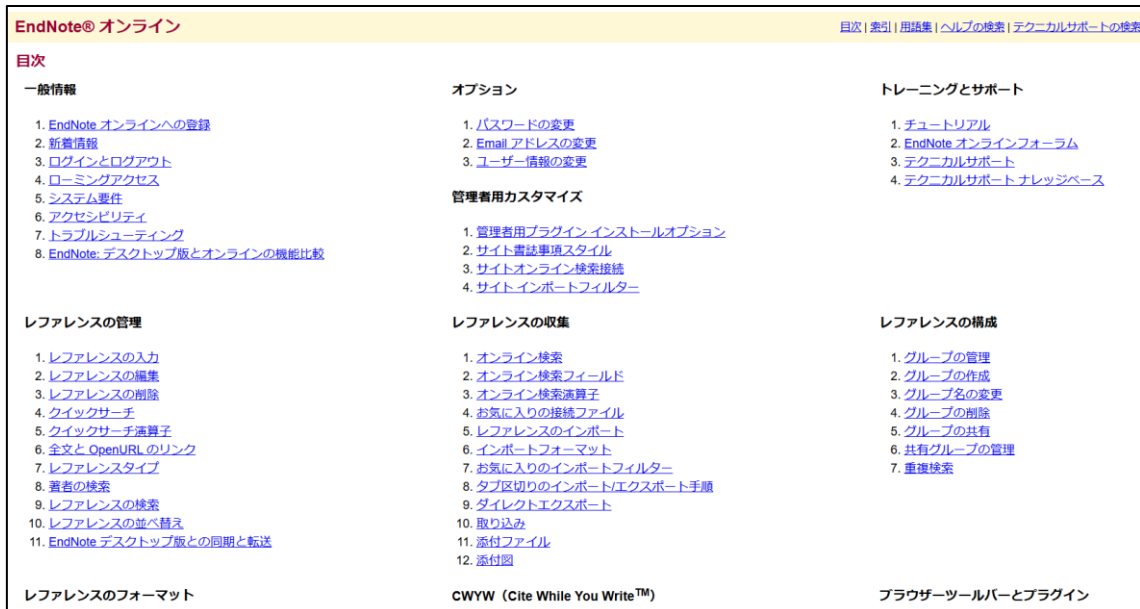 EndNote® オンライン
目次 | 索引 | 用語集 | ヘルプの検索 | テクニカルサポートの検索
目次
一般情報
1. EndNote オンラインへの登録
2. 新着情報
3. ログインとログアウト
4. ローミングアクセス
5. システム要件
6. アクセシビリティ
7. トラブルシューティング
8. EndNote: デスクトップ版とオンラインの機能比較
オプション
1. パスワードの変更
2. Email アドレスの変更
3. ユーザー情報の変更
管理者用カスタマイズ
1. 管理者用プラグイン インストールオプション
2. サイト書誌事項スタイル
3. サイトオンライン検索接続
4. サイト インポートフィルター
トレーニングとサポート
1. チュートリアル
2. EndNote オンラインフォーラム
3. テクニカルサポート
4. テクニカルサポート ナレッジベース
レファレンスの管理
1. レファレンスの入力
2. レファレンスの編集
3. レファレンスの削除
4. クイックサーチ
5. クイックサーチ演算子
6. 全文と OpenURL のリンク
7. レファレンスタイプ
8. 著者の検索
9. レファレンスの検索
10. レファレンスの並べ替え
11. EndNote デスクトップ版との同期と転送
レファレンスの収集
1. オンライン検索
2. オンライン検索フィールド
3. オンライン検索演算子
4. お気に入りの接続ファイル
5. レファレンスのインポート
6. インポートフォーマット
7. お気に入りのインポートフィルター
8. タブ区切りのインポート/エクスポート手順
9. ダイレクトエクスポート
10. 取り込み
11. 添付ファイル
12. 添付図
レファレンスの構成
1. グループの管理
2. グループの作成
3. グループ名の変更
4. グループの削除
5. グループの共有
6. 共有グループの管理
7. 重複検索
レファレンスのフォーマット
CWYW（Cite While You Write™）
ブラウザーツールバーとプラグイン